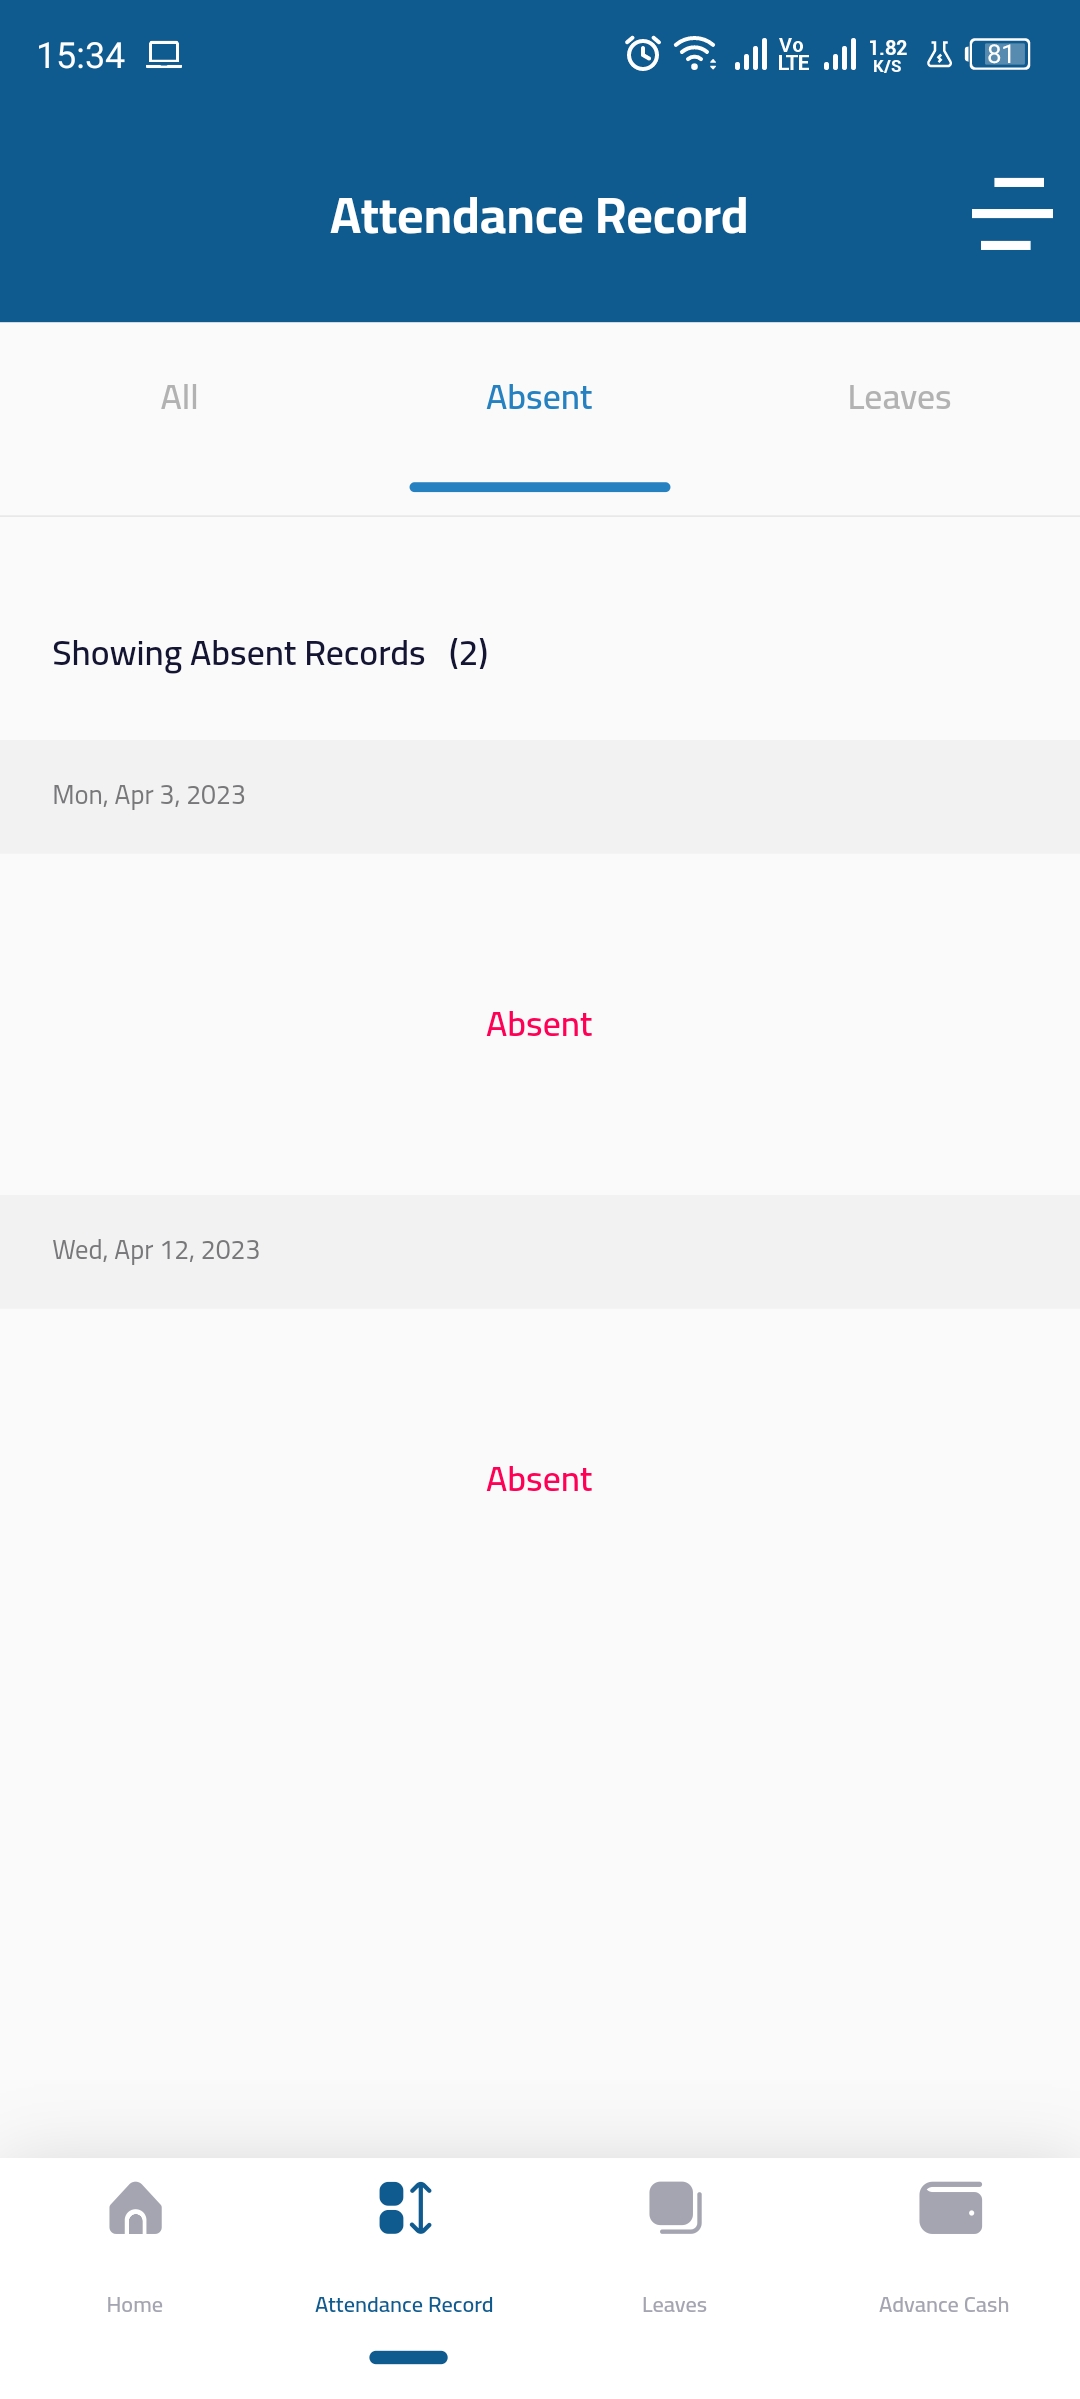 15:34 Vo LTE 1.82 K/S 81
Attendance Record
All Absent Leaves
Showing Absent Records (2)
Mon, Apr 3, 2023
Absent
Wed, Apr 12, 2023
Absent
Home Attendance Record Leaves Advance Cash